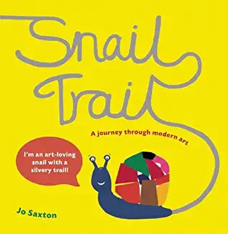 Snail
Trail
A journey through modern art
I'm an art-loving
snail with a
silvery trail!
Jo Saxton